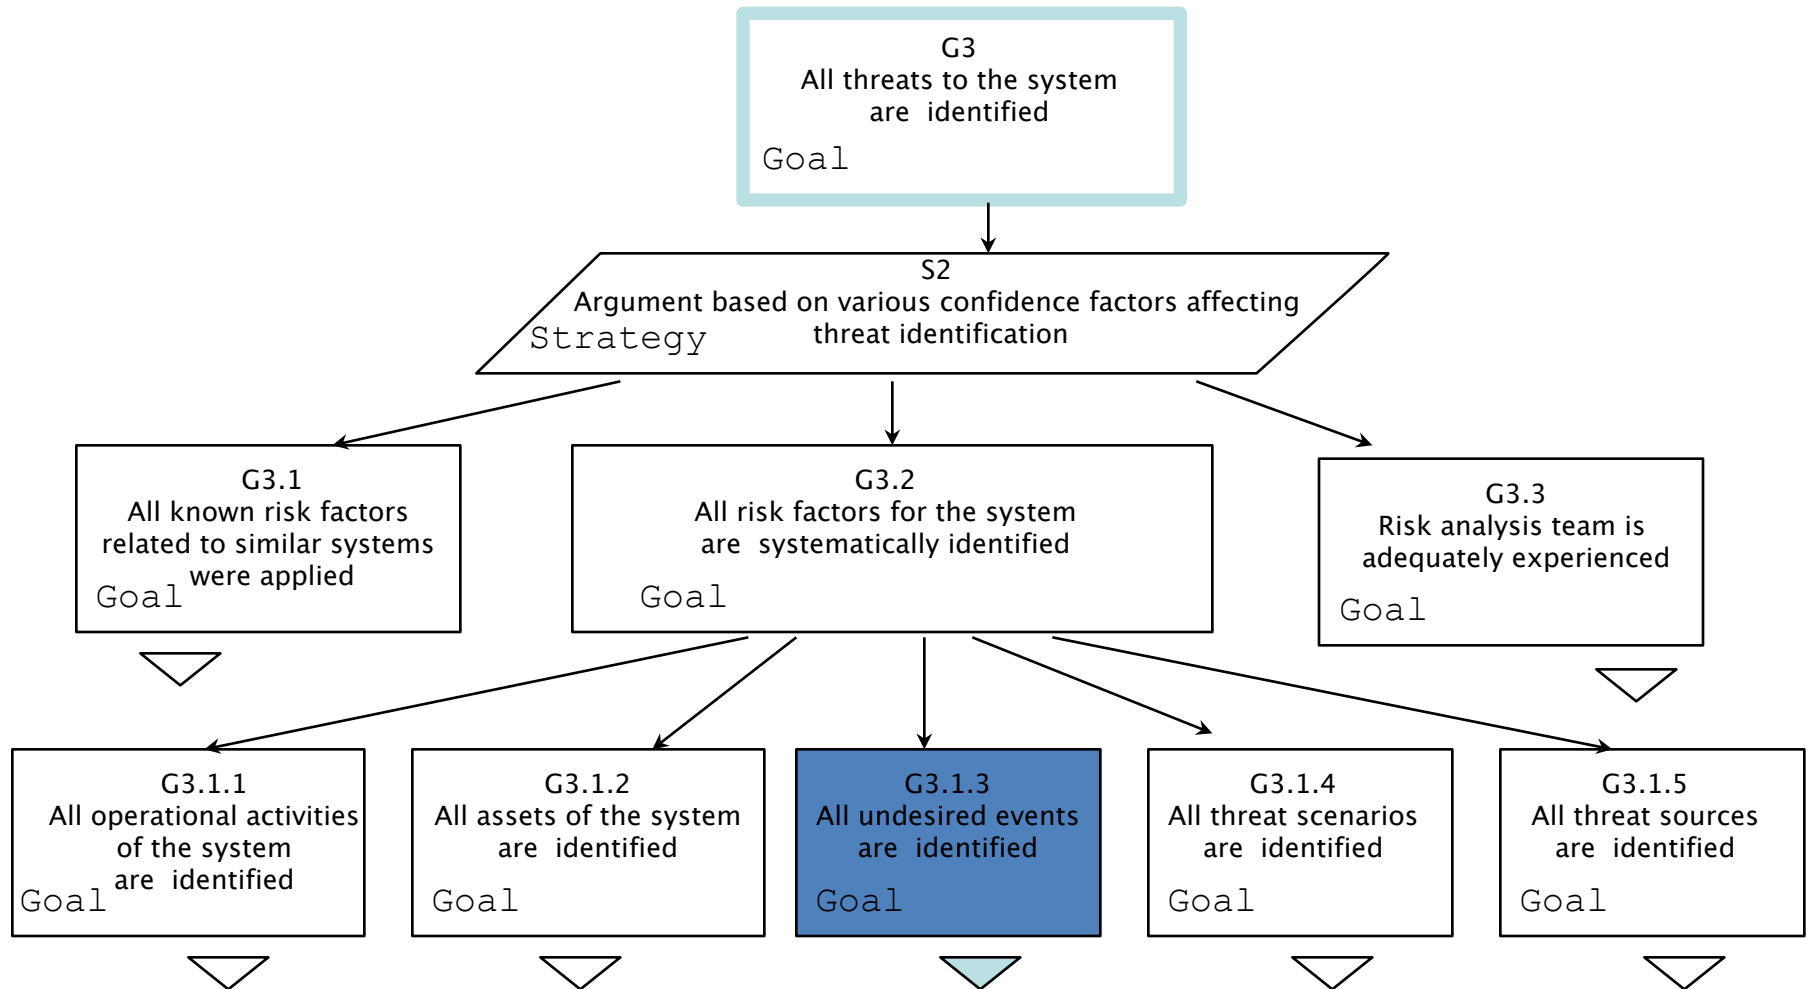 G3
All threats to the system
are identified
Goal
S2
Argument based on various confidence factors affecting
threat identification
Strategy
G3.1
All known risk factors
related to similar systems
were applied
Goal
G3.2
All risk factors for the system
are systematically identified
Goal
G3.3
Risk analysis team is
adequately experienced
Goal
G3.1.1
All operational activities
of the system
are identified
Goal
G3.1.2
All assets of the system
are identified
Goal
G3.1.3
All undesired events
are identified
Goal
G3.1.4
All threat scenarios
are identified
Goal
G3.1.5
All threat sources
are identified
Goal